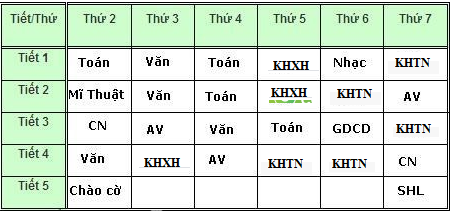 Tiết/Thứ Thứ 2 Thứ 3 Thứ 4 Thứ 5 Thứ 6 Thứ 7
Tiết 1 Toán Văn Toán KHXH Nhạc KHTN
Tiết 2 Mĩ Thuật Văn Toán KHXH KHTN AV
Tiết 3 CN AV Văn Toán GDCD KHTN
Tiết 4 Văn KHXH AV KHTN KHTN CN
Tiết 5 Chào cờ SHL